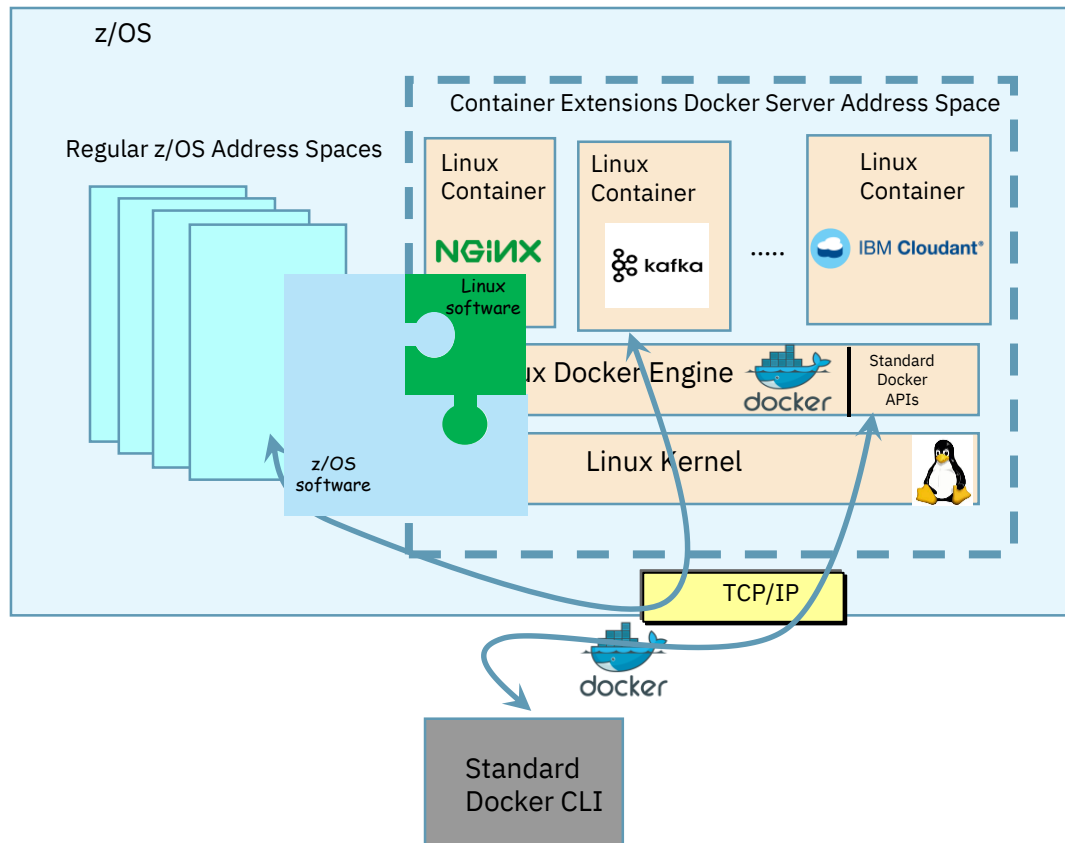 z/OS
Container Extensions Docker Server Address Space
Regular z/OS Address Spaces
Linux
Container
NGINX
Linux
Container
kafka
.....
Linux
Container
IBM Cloudant®
Linux
software
z/OS
software
ux Docker Engine
docker
Standard
Docker
APIs
Linux Kernel
TCP/IP
docker
Standard
Docker CLI